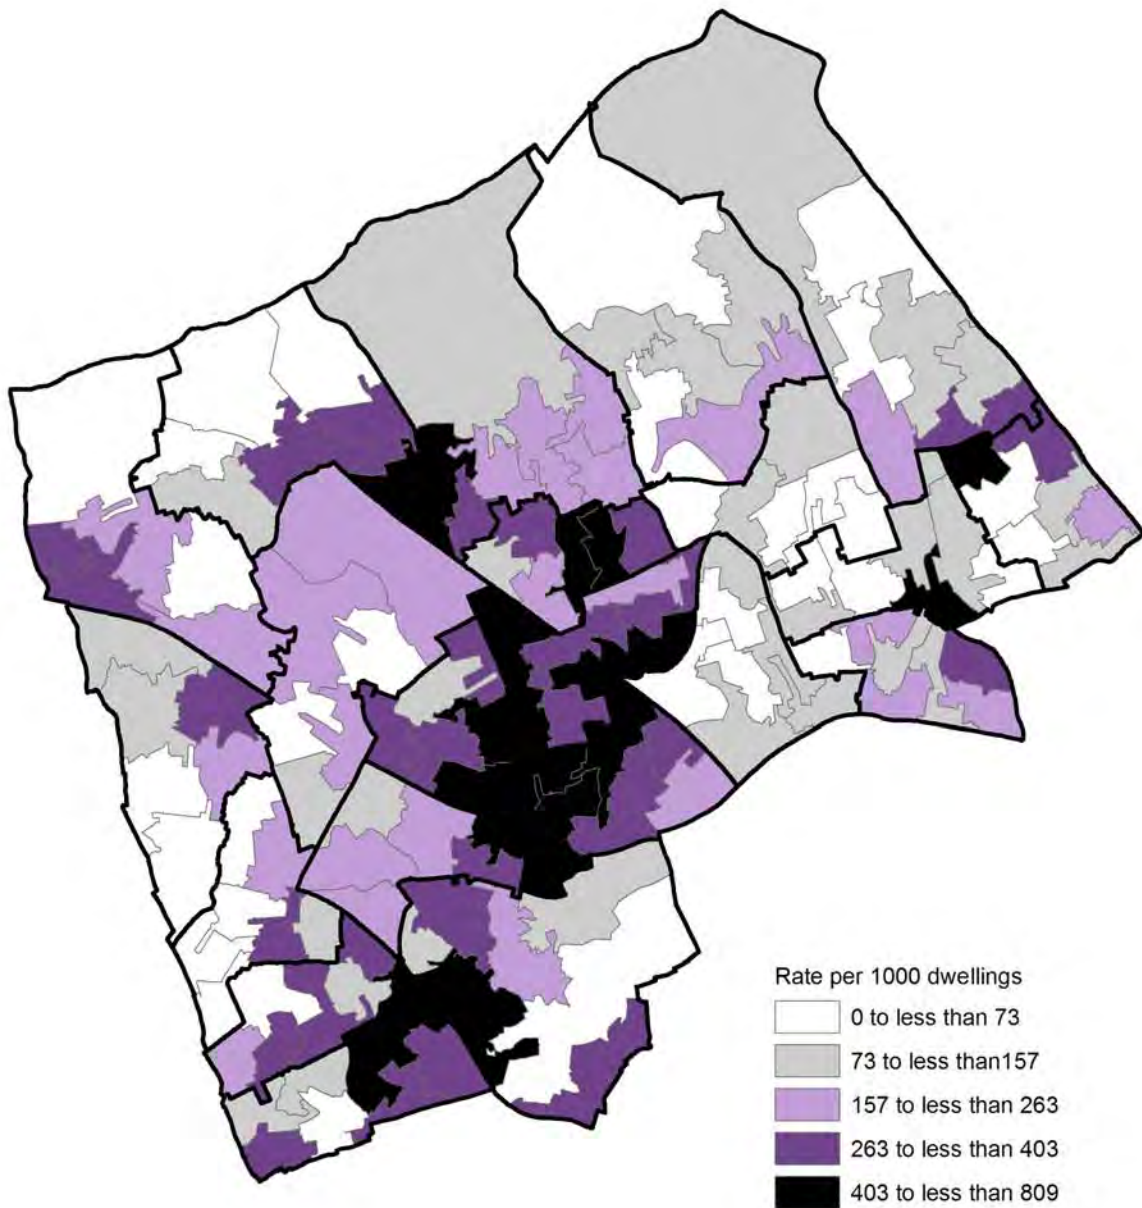 Rate per 1000 dwellings
0 to less than 73
73 to less than157
157 to less than 263
263 to less than 403
403 to less than 809